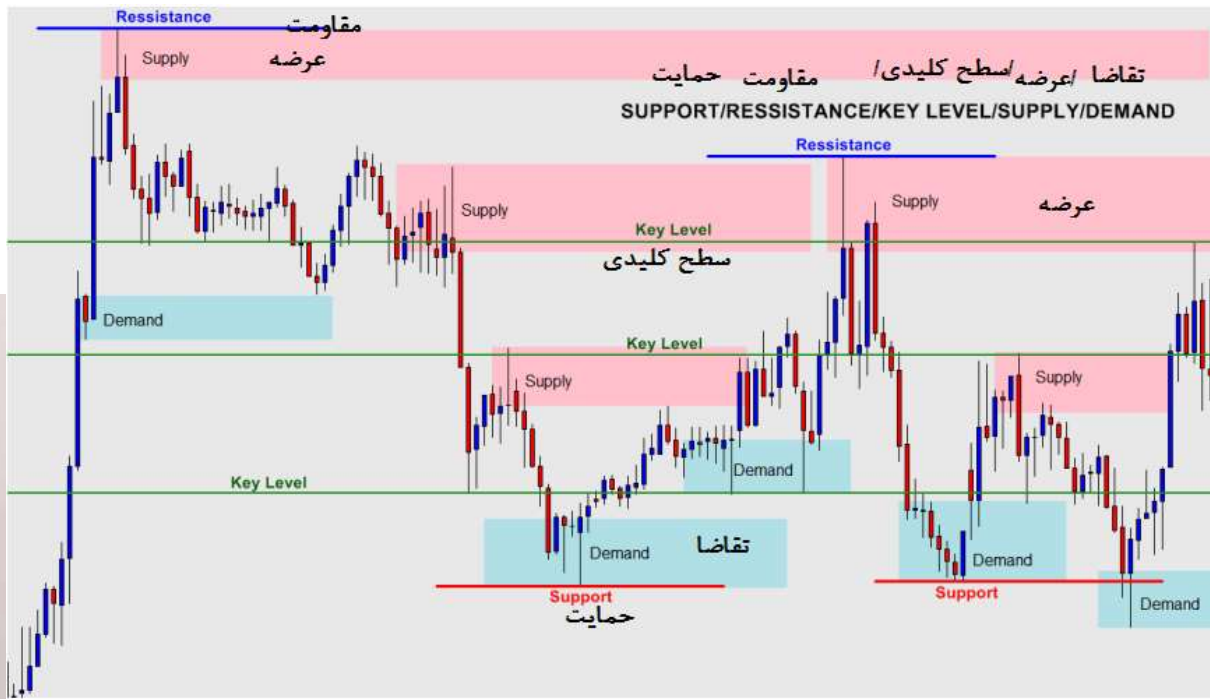 Ressistance
مقاومت
Supply
عرضه
حمایت مقاومت /سطح کلیدی/ عرضه/ تقاضا
SUPPORT/RESSISTANCE/KEY LEVEL/SUPPLY/DEMAND
Ressistance
Supply
Supply
عرضه
Key Level
سطح کلیدی
Demand
Key Level
Supply
Supply
Demand
Key Level
تقاضا
Demand
Demand
Support
Support
Demand
حمایت